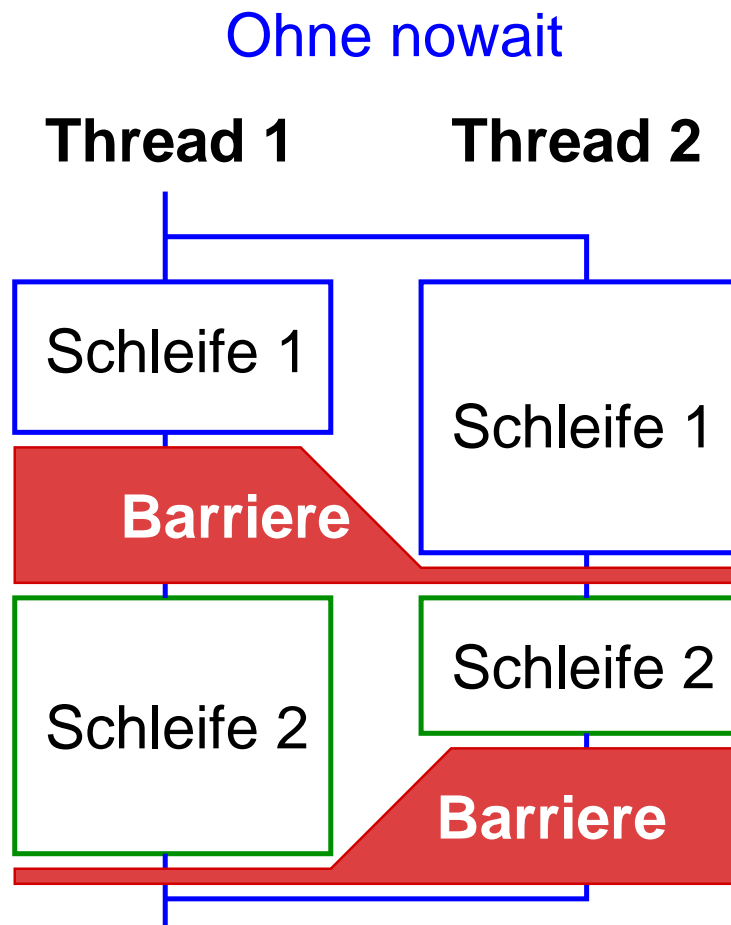 Ohne nowait
Thread 1 Thread 2
Schleife 1
Schleife 1
Barriere
Schleife 2
Schleife 2
Barriere